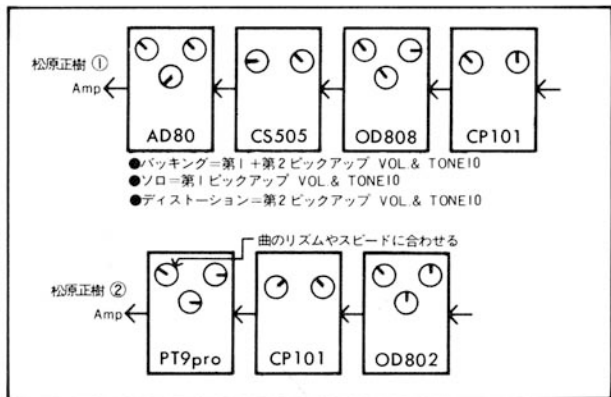 松原正樹 ①
Amp
AD80 CS505 OD808 CP101
●バッキング=第1+第2ピックアップ VOL.& TONE10
●ソロ=第1ピックアップ VOL.& TONE10
●ディストーション=第2ピックアップ VOL.& TONE10
曲のリズムやスピードに合わせる
松原正樹 ②
Amp
PT9pro CP101 OD802